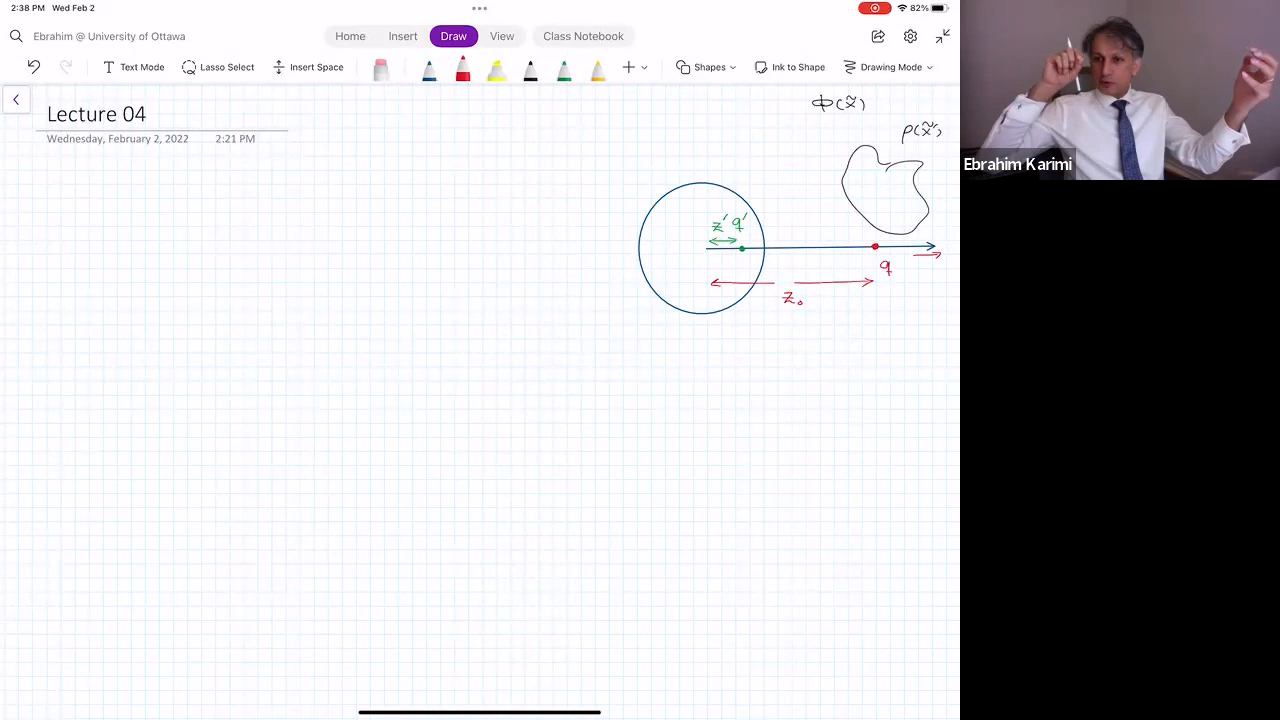 2:38 PM Wed Feb 2
82%
Ebrahim @ University of Ottawa
Home Insert Draw View Class Notebook
Text Mode Lasso Select Insert Space Shapes Ink to Shape Drawing Mode
Lecture 04
Wednesday, February 2, 2022 2:21 PM
Φ(x̃)
ρ(x̃')
z' q'
q
z₀
Ebrahim Karimi